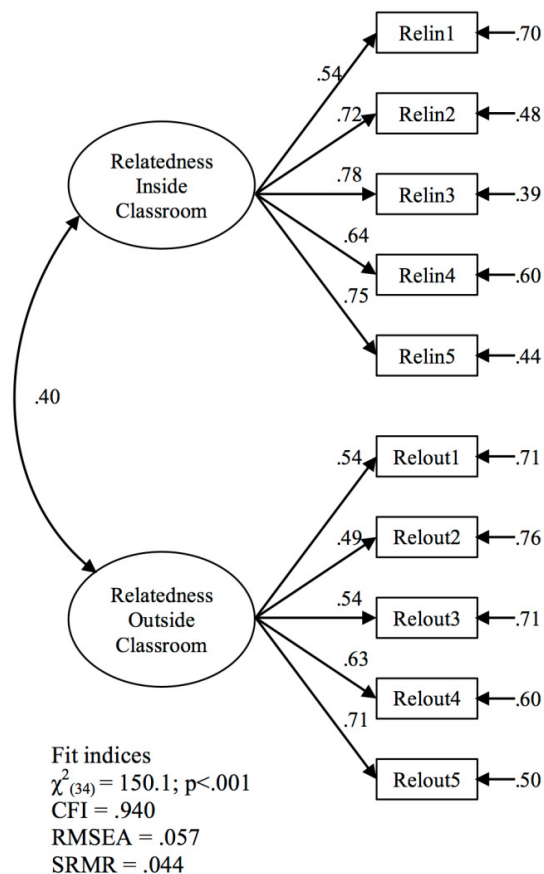 Relin1
.70
.54
Relin2
.48
.72
Relatedness
Inside
Classroom
.78
Relin3
.39
.64
Relin4
.60
.75
Relin5
.44
.40
.54
Relout1
.71
.49
Relout2
.76
Relatedness
Outside
Classroom
.54
Relout3
.71
.63
Relout4
.60
.71
Relout5
.50
Fit indices
χ²₍₃₄₎ = 150.1; p<.001
CFI = .940
RMSEA = .057
SRMR = .044